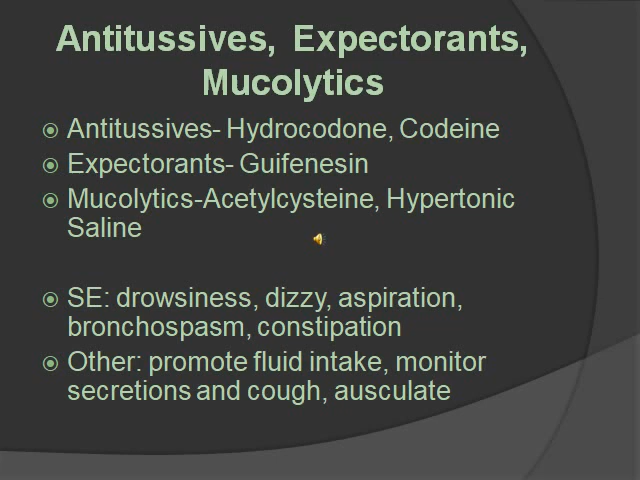 Antitussives, Expectorants,
Mucolytics
Antitussives- Hydrocodone, Codeine
Expectorants- Guifenesin
Mucolytics-Acetylcysteine, Hypertonic
Saline
SE: drowsiness, dizzy, aspiration,
bronchospasm, constipation
Other: promote fluid intake, monitor
secretions and cough, ausculate